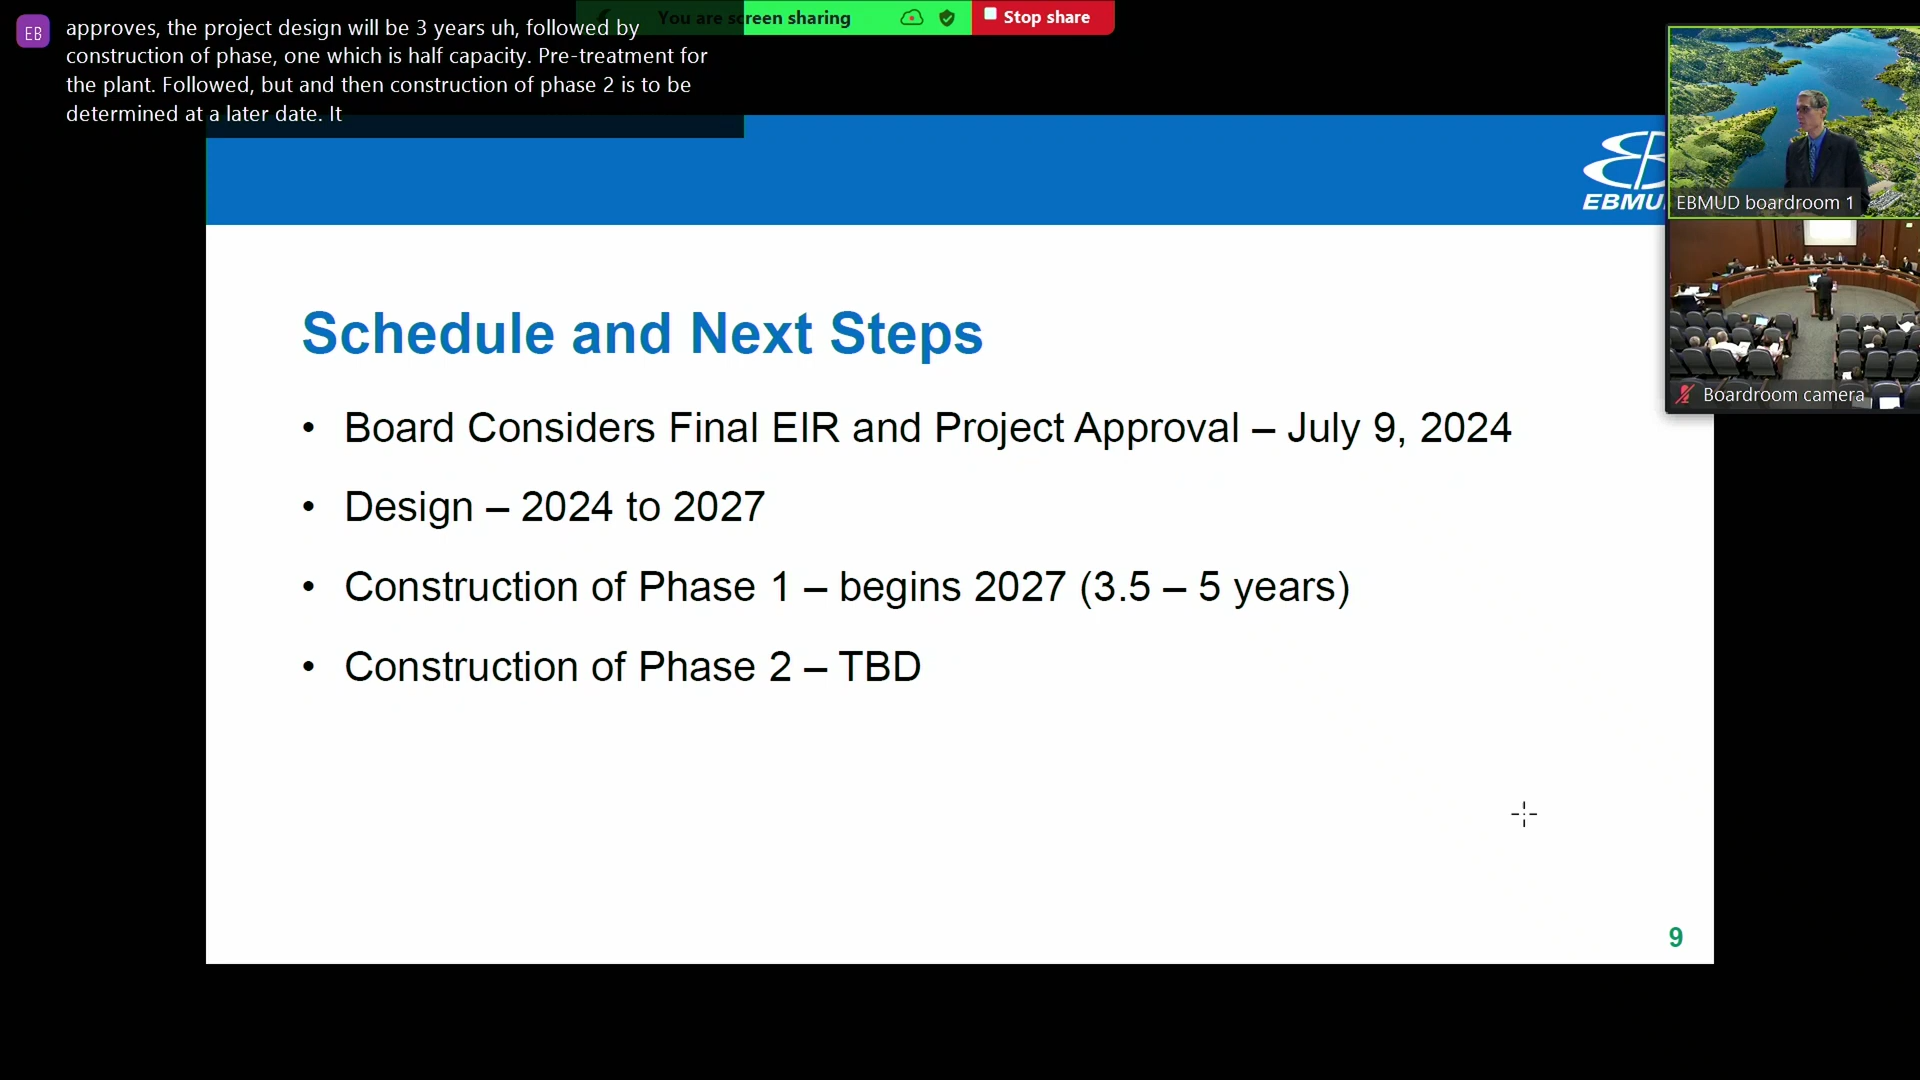 EB
approves, the project design will be 3 years uh, followed by
construction of phase, one which is half capacity. Pre-treatment for
the plant. Followed, but and then construction of phase 2 is to be
determined at a later date. It
You are screen sharing
Stop share
EBMU
EBMUD boardroom 1
Boardroom camera
Schedule and Next Steps
• Board Considers Final EIR and Project Approval – July 9, 2024
• Design – 2024 to 2027
• Construction of Phase 1 – begins 2027 (3.5 – 5 years)
• Construction of Phase 2 – TBD
9